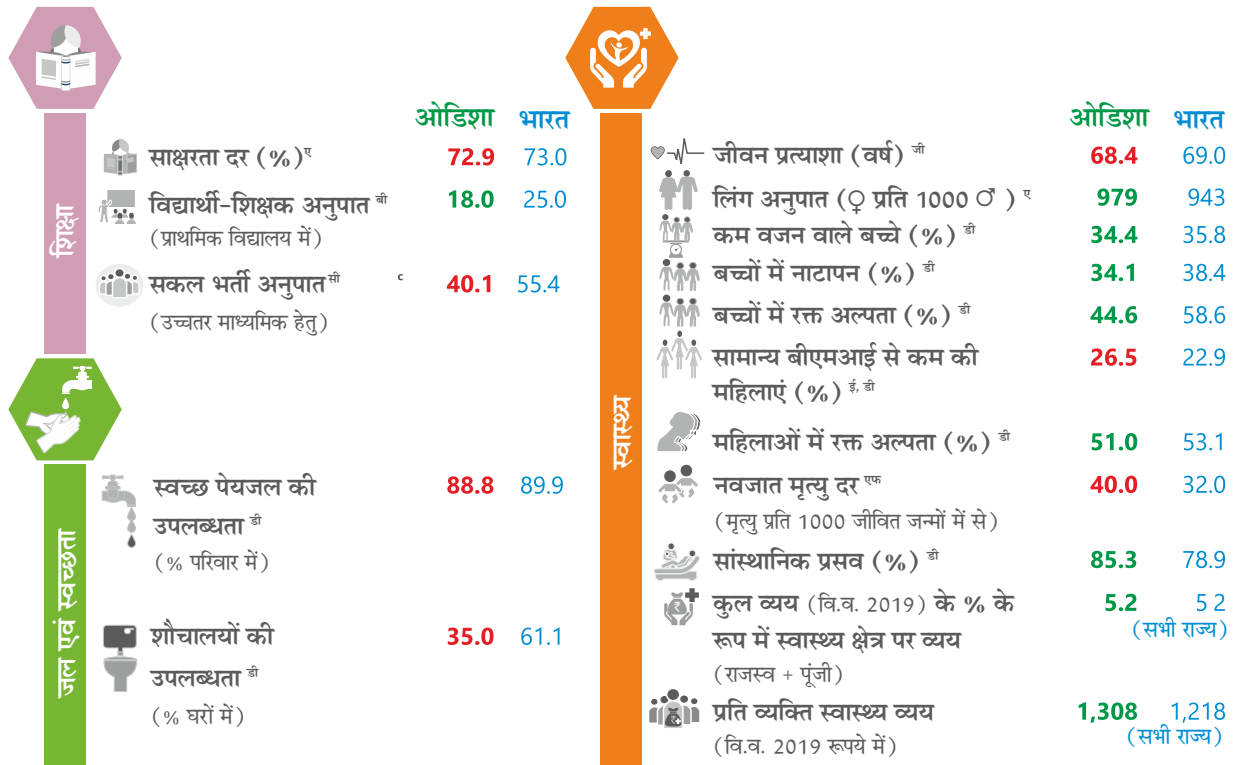 शिक्षा
ओडिशा भारत
साक्षरता दर (%)ए 72.9 73.0
विद्यार्थी-शिक्षक अनुपात बी 18.0 25.0
(प्राथमिक विद्यालय में)
सकल भर्ती अनुपात सी c 40.1 55.4
(उच्चतर माध्यमिक हेतु)
जल एवं स्वच्छता
स्वच्छ पेयजल की 88.8 89.9
उपलब्धता डी
(% परिवार में)
शौचालयों की 35.0 61.1
उपलब्धता डी
(% घरों में)
स्वास्थ्य
ओडिशा भारत
जीवन प्रत्याशा (वर्ष) जी 68.4 69.0
लिंग अनुपात (♀ प्रति 1000 ♂ ) ए 979 943
कम वजन वाले बच्चे (%) डी 34.4 35.8
बच्चों में नाटापन (%) डी 34.1 38.4
बच्चों में रक्त अल्पता (%) डी 44.6 58.6
सामान्य बीएमआई से कम की 26.5 22.9
महिलाएं (%) ई, डी
महिलाओं में रक्त अल्पता (%) डी 51.0 53.1
नवजात मृत्यु दर एफ 40.0 32.0
(मृत्यु प्रति 1000 जीवित जन्मों में से)
सांस्थानिक प्रसव (%) डी 85.3 78.9
कुल व्यय (वि.व. 2019) के % के 5.2 5 2
(सभी राज्य)
रूप में स्वास्थ्य क्षेत्र पर व्यय
(राजस्व + पूंजी)
प्रति व्यक्ति स्वास्थ्य व्यय 1,308 1,218
(सभी राज्य)
(वि.व. 2019 रूपये में)